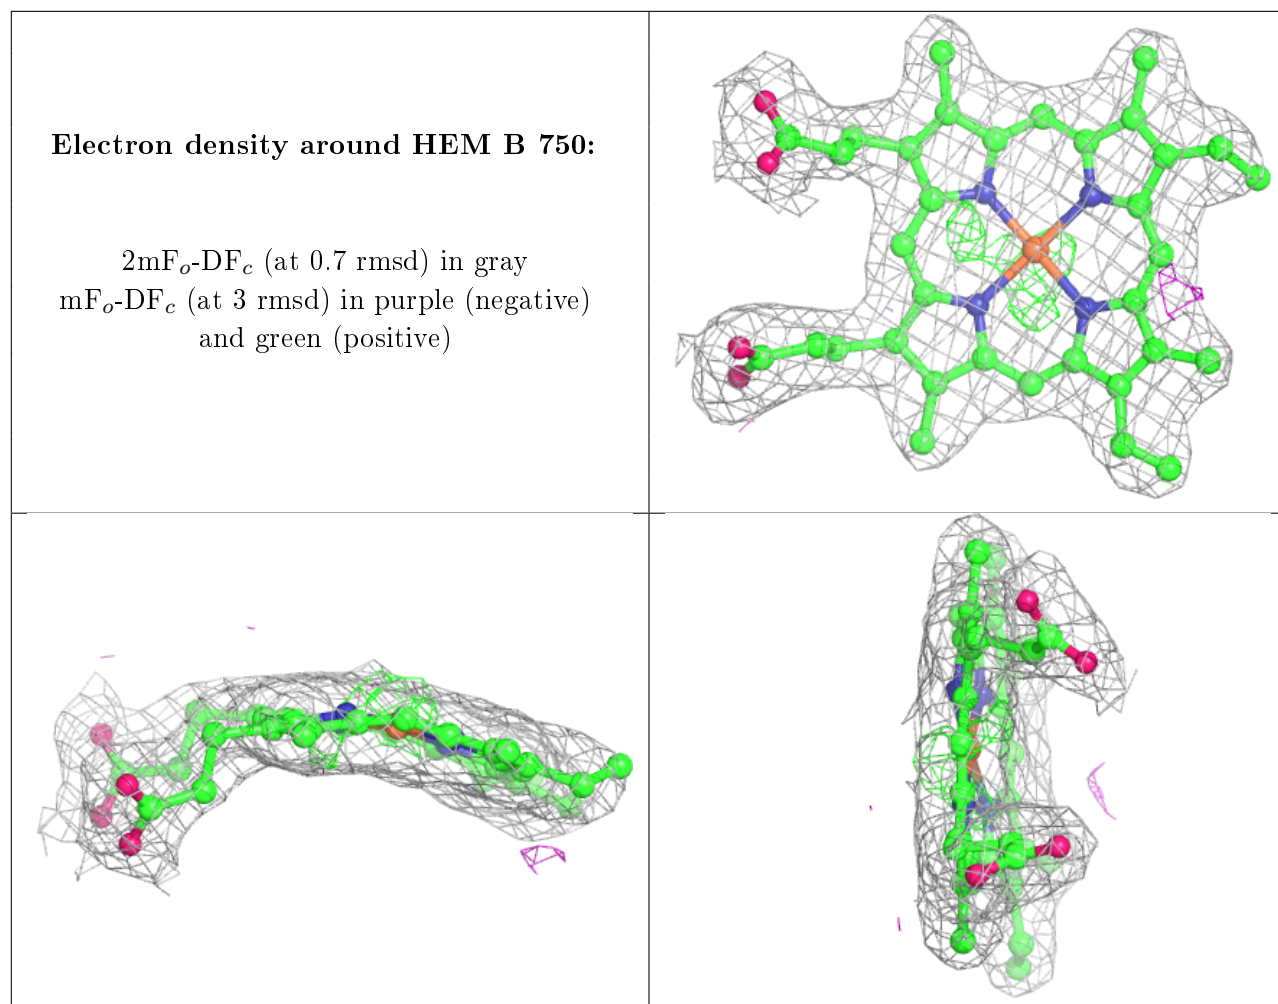 Electron density around HEM B 750:
2mFo-DFc (at 0.7 rmsd) in gray
mFo-DFc (at 3 rmsd) in purple (negative)
and green (positive)